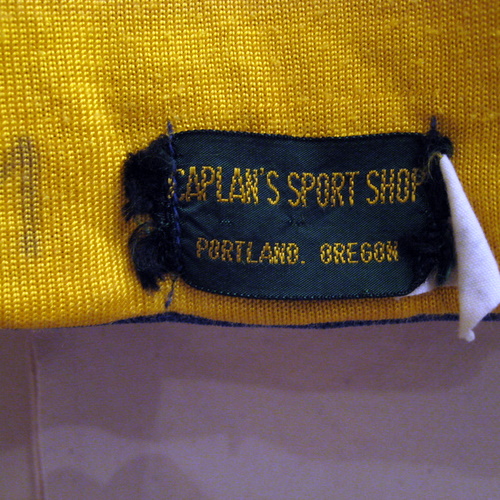 CAPLAN'S SPORT SHOP
PORTLAND, OREGON